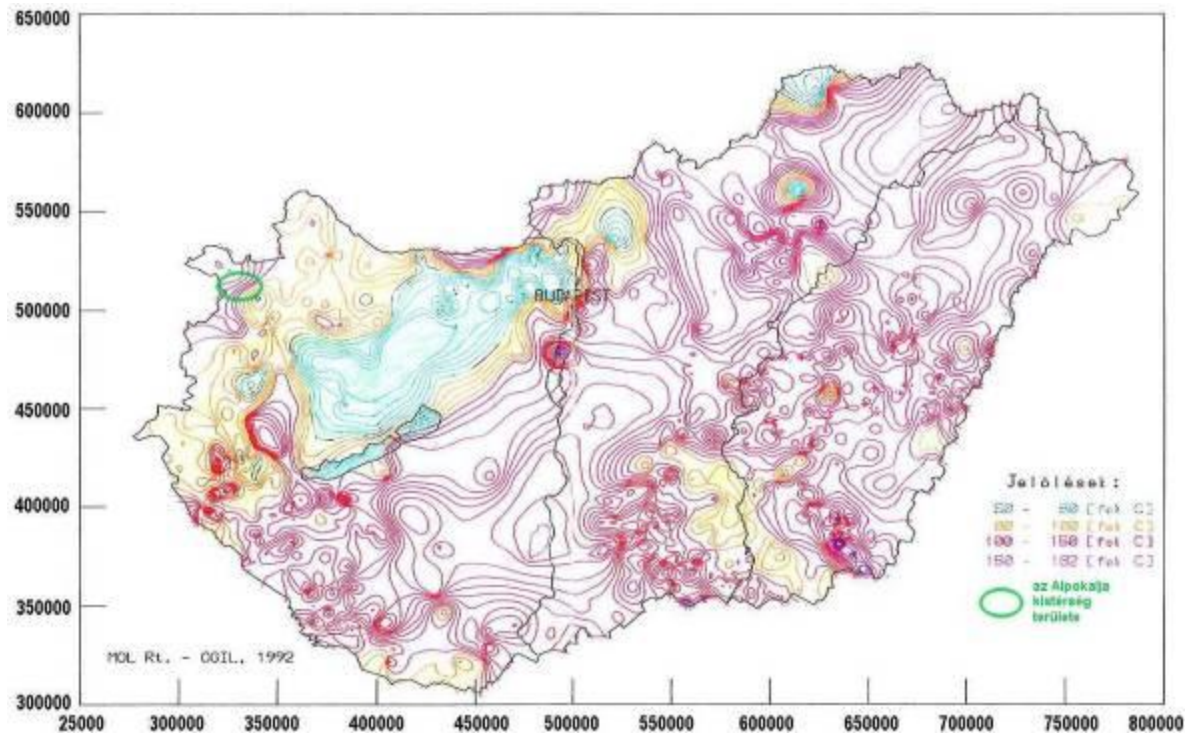 650000
600000
550000
500000
450000
400000
350000
300000
BUDAPEST
Jelölések:
50 - 80 [fok C]
80 - 100 [fok C]
100 - 150 [fok C]
150 - 182 [fok C]
az Alpokalja
kistérség
területe
MOL Rt. - OGIL, 1992
25000 300000 350000 400000 450000 500000 550000 600000 650000 700000 750000 800000